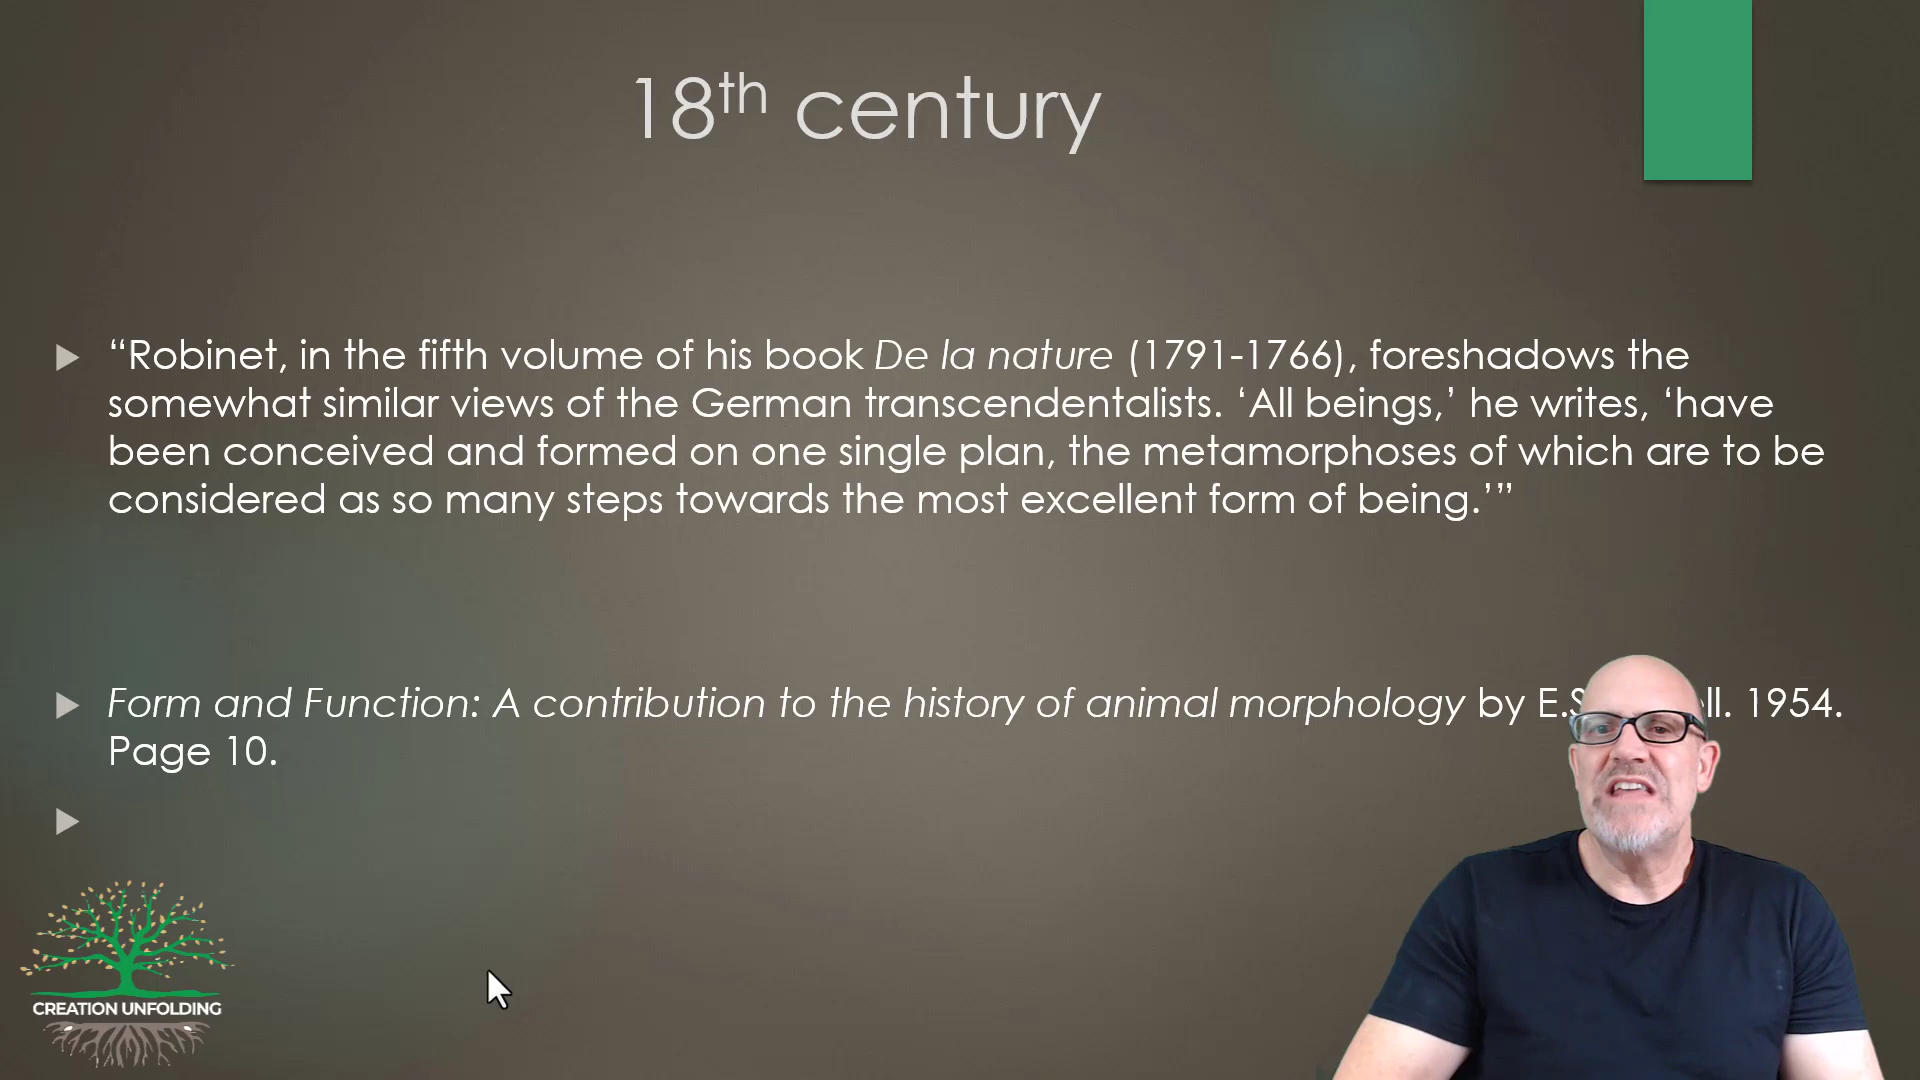 18th century
“Robinet, in the fifth volume of his book De la nature (1791-1766), foreshadows the
somewhat similar views of the German transcendentalists. ‘All beings,’ he writes, ‘have
been conceived and formed on one single plan, the metamorphoses of which are to be
considered as so many steps towards the most excellent form of being.’”
Form and Function: A contribution to the history of animal morphology by 1954.
Page 10.
CREATION UNFOLDING